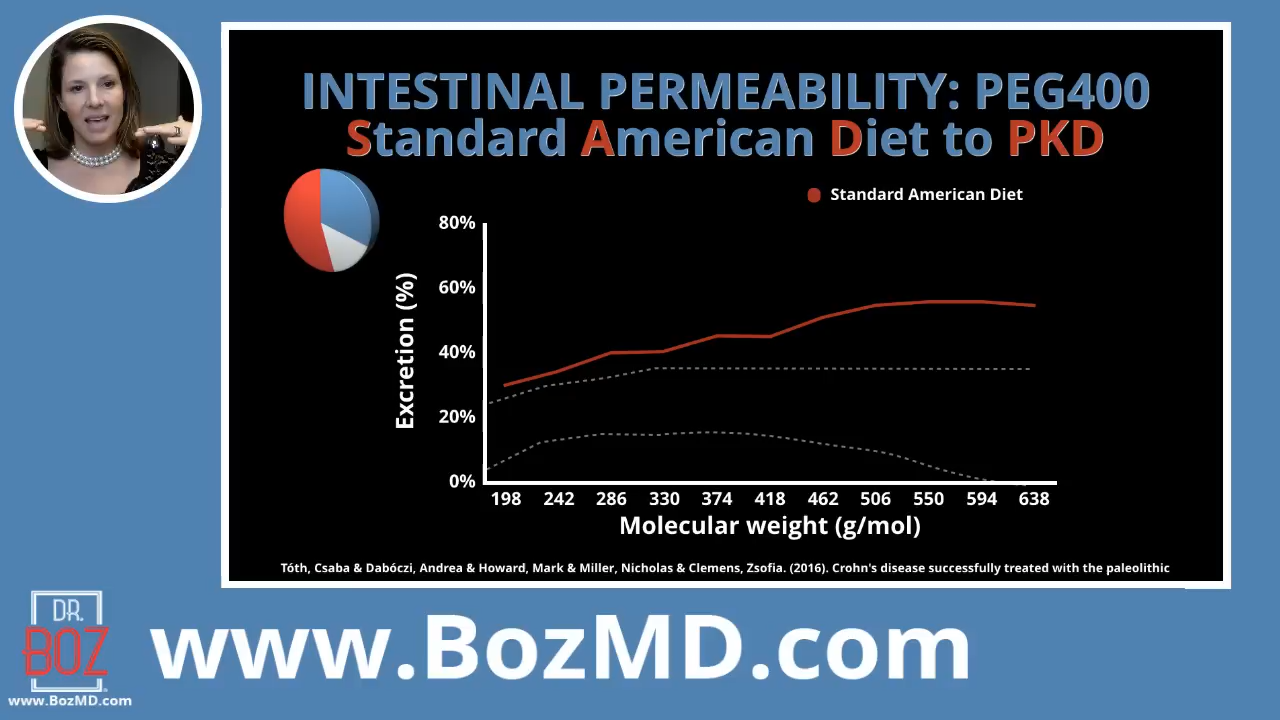 INTESTINAL PERMEABILITY: PEG400
Standard American Diet to PKD
Standard American Diet
80%
60%
40%
20%
0%
Excretion (%)
198 242 286 330 374 418 462 506 550 594 638
Molecular weight (g/mol)
Tóth, Csaba & Dabóczi, Andrea & Howard, Mark & Miller, Nicholas & Clemens, Zsofia. (2016). Crohn's disease successfully treated with the paleolithic
DR.
BOZ
www.BozMD.com
www.BozMD.com